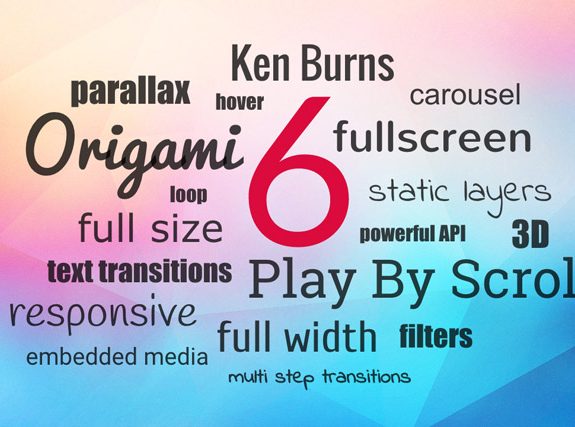 Ken Burns
parallax
hover
carousel
Origami
6
fullscreen
loop
static layers
full size
powerful API
3D
text transitions
Play By Scrol
responsive
full width
filters
embedded media
multi step transitions